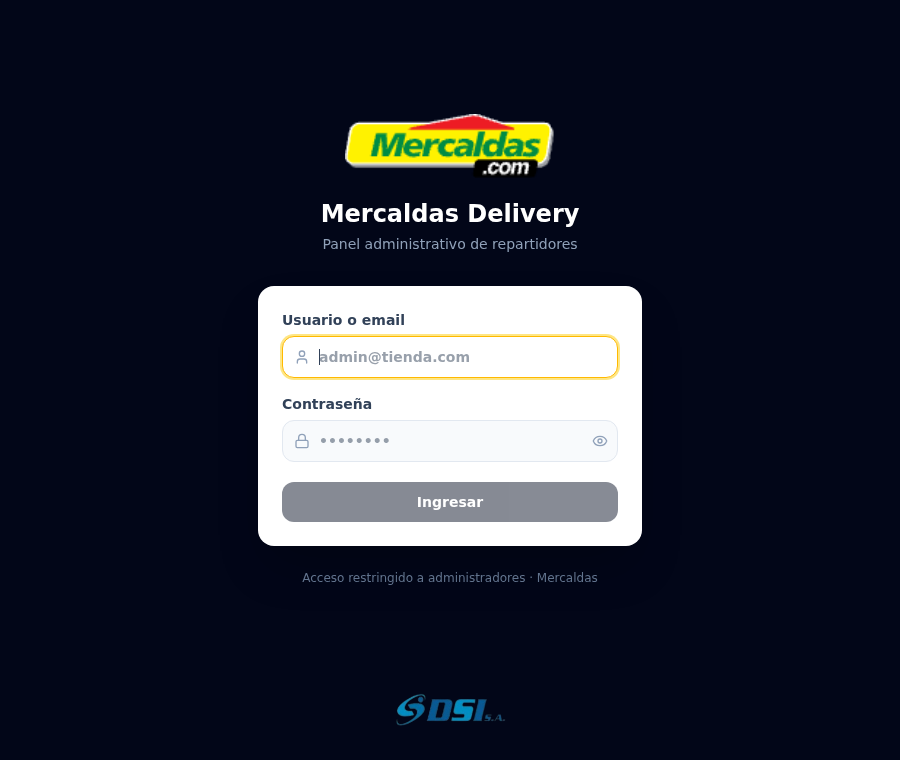 Mercaldas
.com
Mercaldas Delivery
Panel administrativo de repartidores
Usuario o email
admin@tienda.com
Contraseña
••••••••
Ingresar
Acceso restringido a administradores · Mercaldas
DSI S.A.